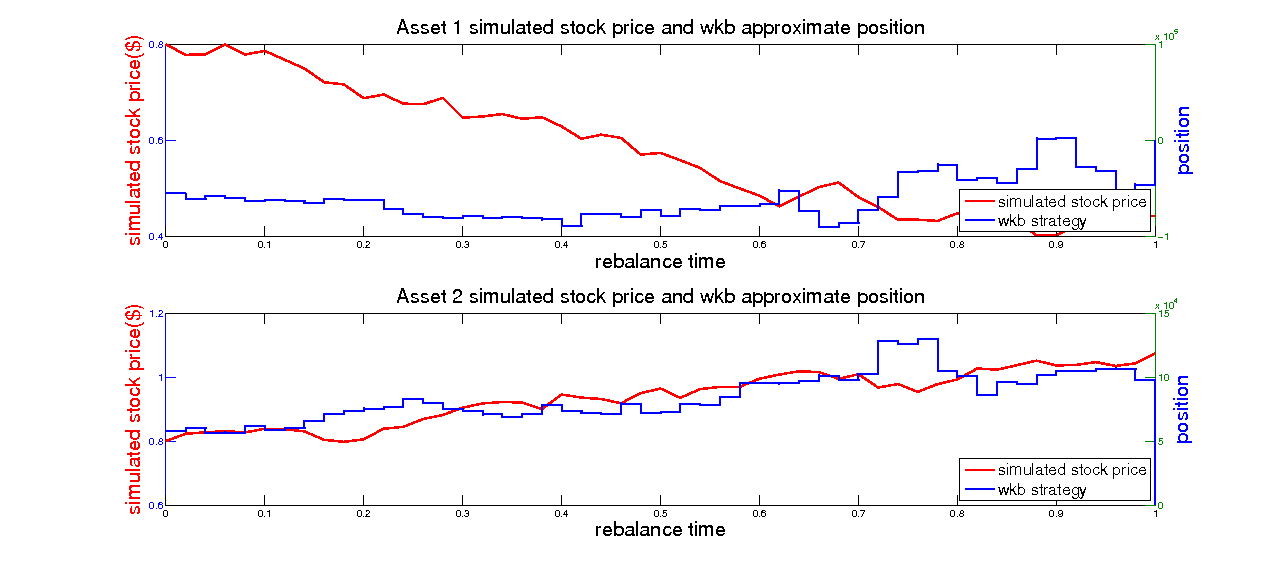 Asset 1 simulated stock price and wkb approximate position
x 10^5
0.8
0.6
0.4
simulated stock price($)
1
0
-1
position
simulated stock price
wkb strategy
0 0.1 0.2 0.3 0.4 0.5 0.6 0.7 0.8 0.9 1
rebalance time
Asset 2 simulated stock price and wkb approximate position
x 10^4
1.2
1
0.8
0.6
simulated stock price($)
15
10
5
0
position
simulated stock price
wkb strategy
0 0.1 0.2 0.3 0.4 0.5 0.6 0.7 0.8 0.9 1
rebalance time